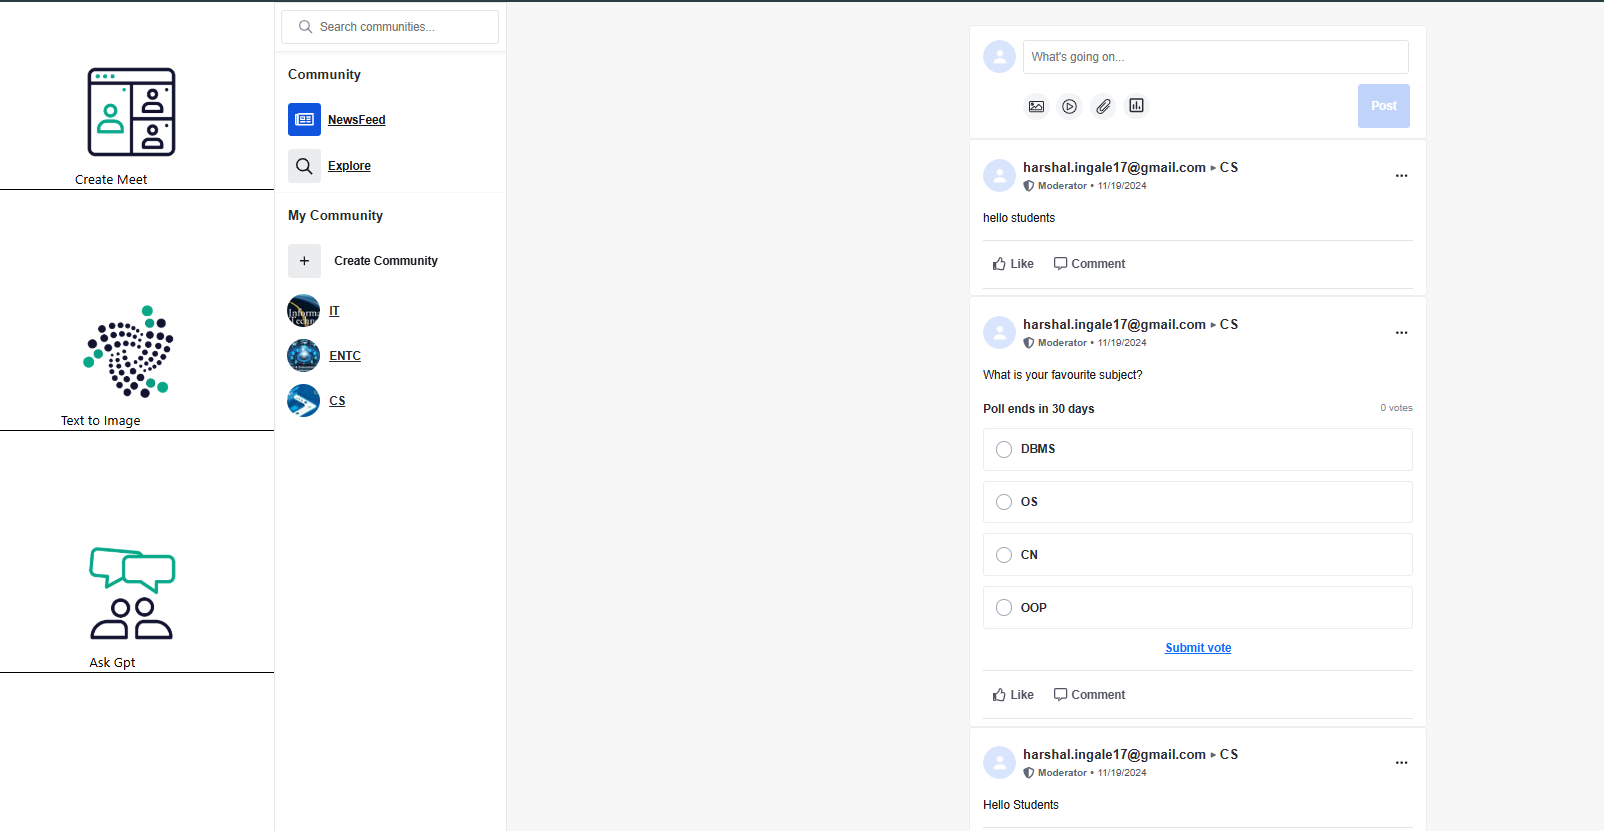 Create Meet
Text to Image
Ask Gpt
Search communities...
Community
NewsFeed
Explore
My Community
+ Create Community
IT
ENTC
CS
What's going on...
Post
harshal.ingale17@gmail.com ▸ CS
Moderator • 11/19/2024
hello students
Like Comment
harshal.ingale17@gmail.com ▸ CS
Moderator • 11/19/2024
What is your favourite subject?
Poll ends in 30 days 0 votes
DBMS
OS
CN
OOP
Submit vote
Like Comment
harshal.ingale17@gmail.com ▸ CS
Moderator • 11/19/2024
Hello Students